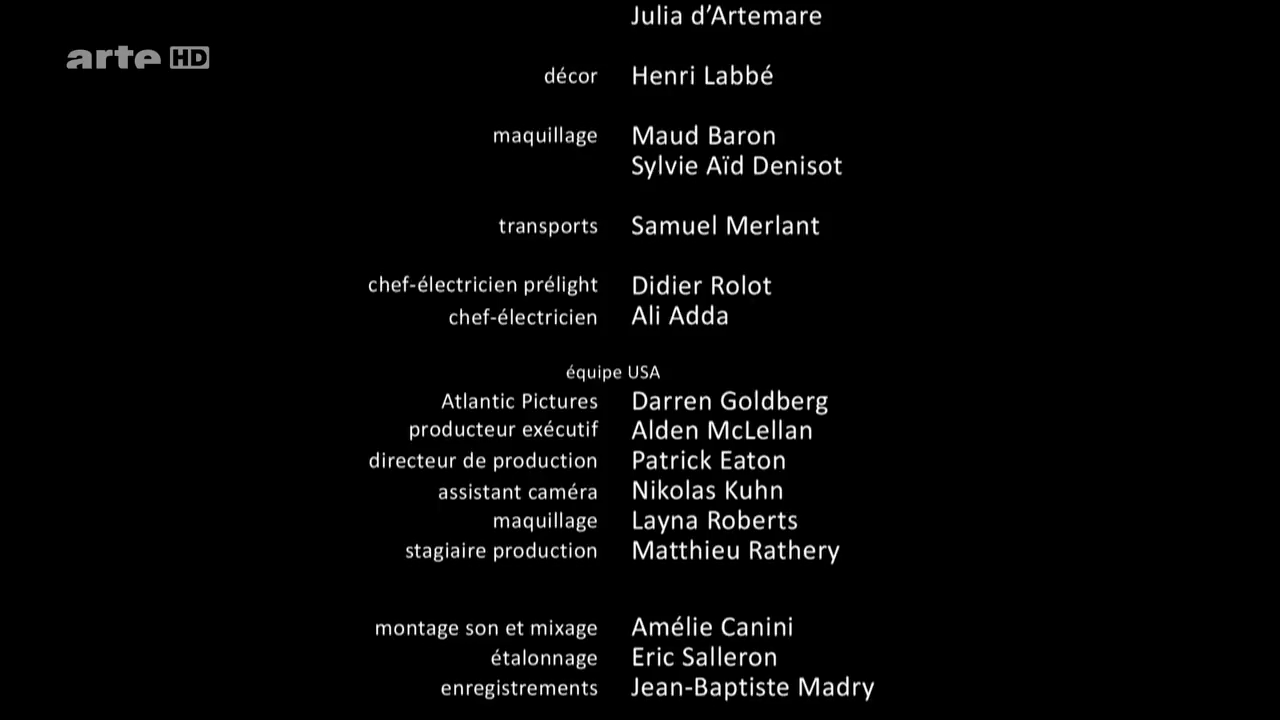 Julia d’Artemare
arte HD
décor Henri Labbé
maquillage Maud Baron
Sylvie Aïd Denisot
transports Samuel Merlant
chef-électricien prélight Didier Rolot
chef-électricien Ali Adda
équipe USA
Atlantic Pictures Darren Goldberg
producteur exécutif Alden McLellan
directeur de production Patrick Eaton
assistant caméra Nikolas Kuhn
maquillage Layna Roberts
stagiaire production Matthieu Rathery
montage son et mixage Amélie Canini
étalonnage Eric Salleron
enregistrements Jean-Baptiste Madry